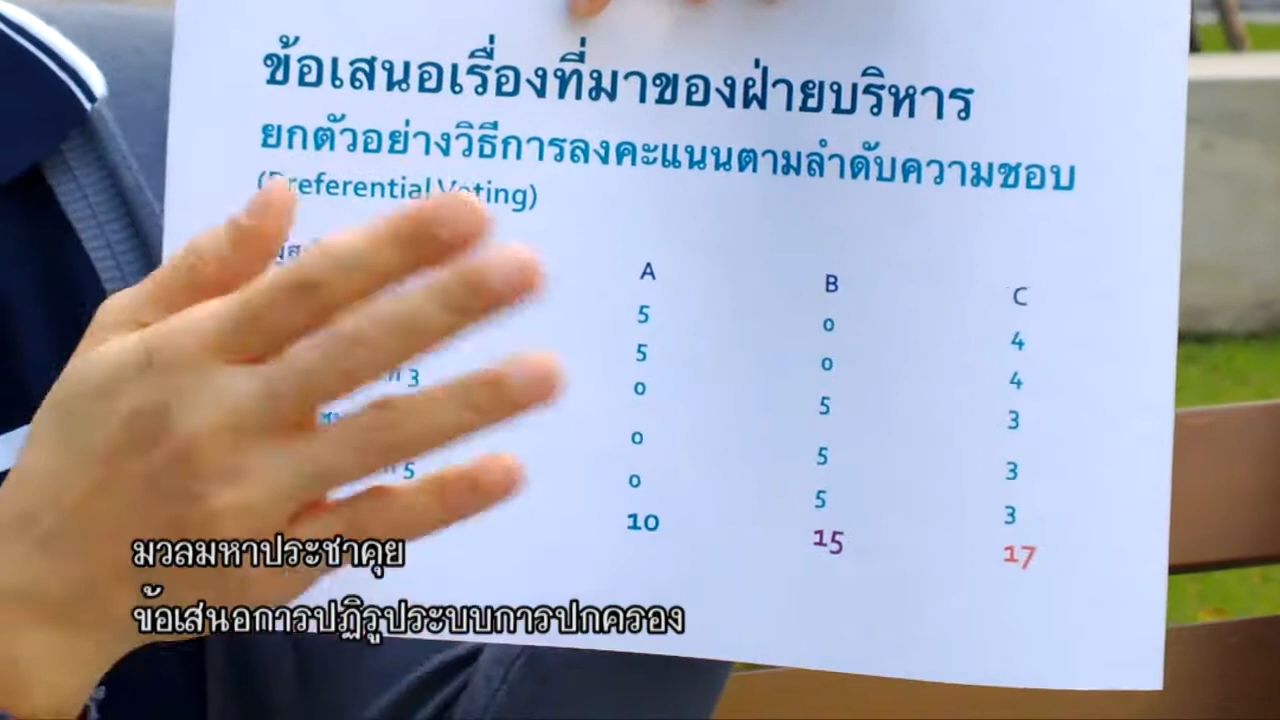 ข้อเสนอเรื่องที่มาของฝ่ายบริหาร
ยกตัวอย่างวิธีการลงคะแนนตามลำดับความชอบ
(Preferential Voting)
A B C
5 0 4
5 0 4
3 0 5 3
0 5 3
5 0 5 3
10 15 17
มวลมหาประชาคุย
ข้อเสนอการปฏิรูประบบการปกครอง